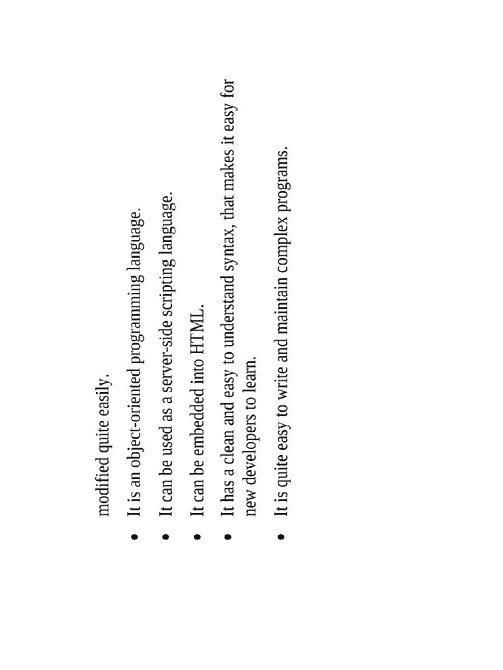 modified quite easily.
• It is an object-oriented programming language.
• It can be used as a server-side scripting language.
• It can be embedded into HTML.
• It has a clean and easy to understand syntax, that makes it easy for
new developers to learn.
• It is quite easy to write and maintain complex programs.